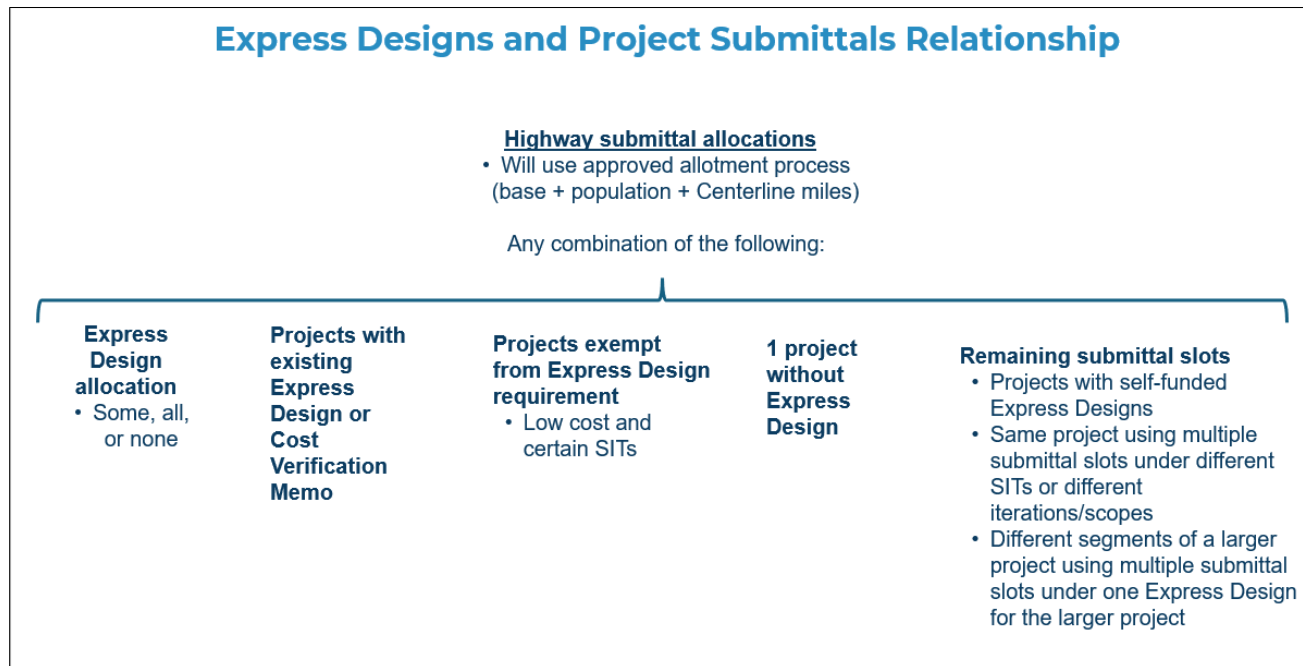 Express Designs and Project Submittals Relationship
Highway submittal allocations
• Will use approved allotment process
(base + population + Centerline miles)
Any combination of the following:
Express
Design
allocation
• Some, all,
or none
Projects with
existing
Express
Design or
Cost
Verification
Memo
Projects exempt
from Express Design
requirement
• Low cost and
certain SITs
1 project
without
Express
Design
Remaining submittal slots
• Projects with self-funded
Express Designs
• Same project using multiple
submittal slots under different
SITs or different
iterations/scopes
• Different segments of a larger
project using multiple submittal
slots under one Express Design
for the larger project